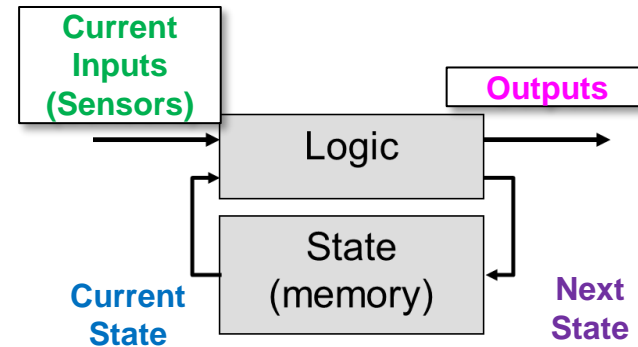 Current
Inputs
(Sensors)
Outputs
Logic
State
(memory)
Current
State
Next
State